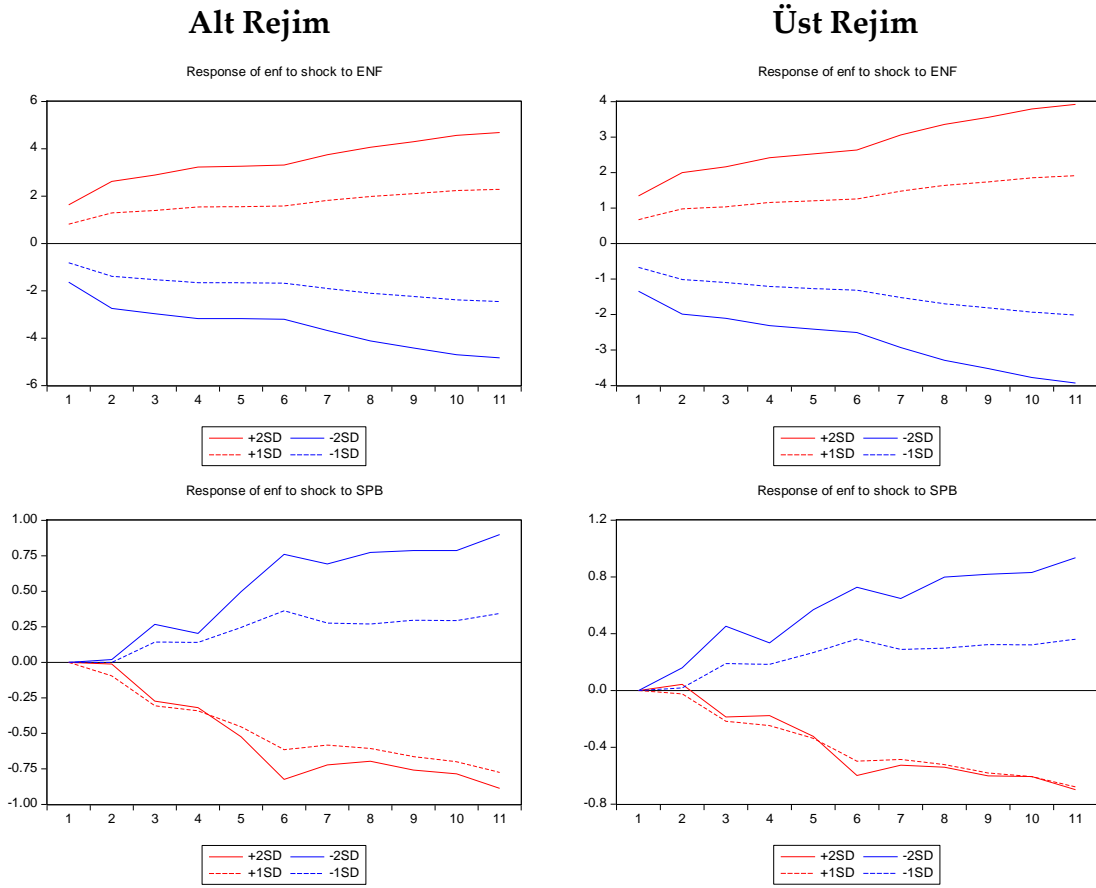 Alt Rejim
Üst Rejim
Response of enf to shock to ENF
6
4
2
0
-2
-4
-6
1 2 3 4 5 6 7 8 9 10 11
+2SD -2SD
+1SD -1SD
Response of enf to shock to ENF
4
3
2
1
0
-1
-2
-3
-4
1 2 3 4 5 6 7 8 9 10 11
+2SD -2SD
+1SD -1SD
Response of enf to shock to SPB
1.00
0.75
0.50
0.25
0.00
-0.25
-0.50
-0.75
-1.00
1 2 3 4 5 6 7 8 9 10 11
+2SD -2SD
+1SD -1SD
Response of enf to shock to SPB
1.2
0.8
0.4
0.0
-0.4
-0.8
1 2 3 4 5 6 7 8 9 10 11
+2SD -2SD
+1SD -1SD